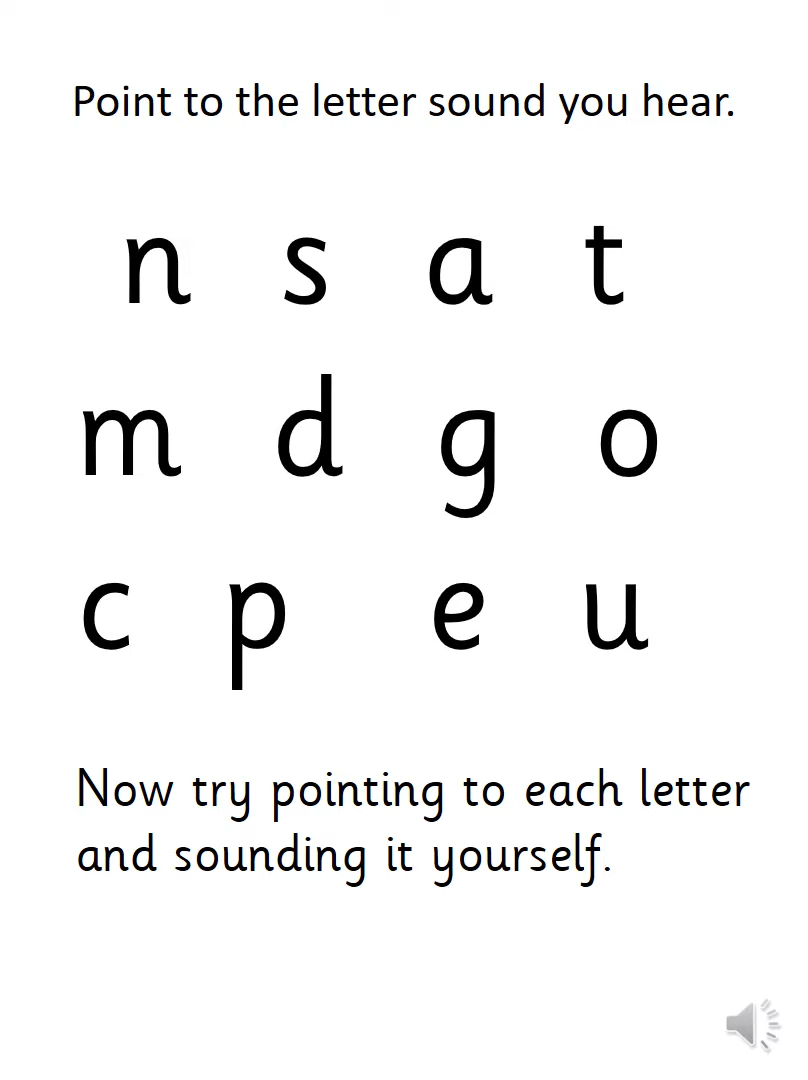 Point to the letter sound you hear.
n s a t
m d g o
c p e u
Now try pointing to each letter
and sounding it yourself.